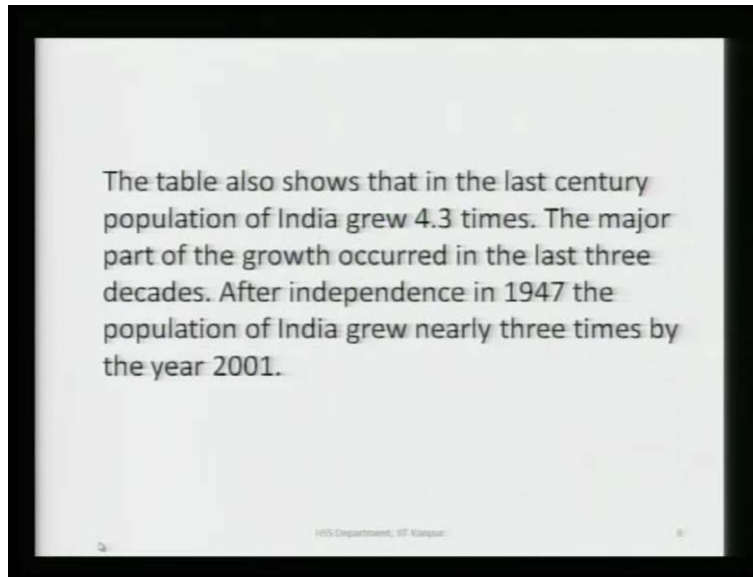 The table also shows that in the last century
population of India grew 4.3 times. The major
part of the growth occurred in the last three
decades. After independence in 1947 the
population of India grew nearly three times by
the year 2001.
HSS Department, IIT Kanpur